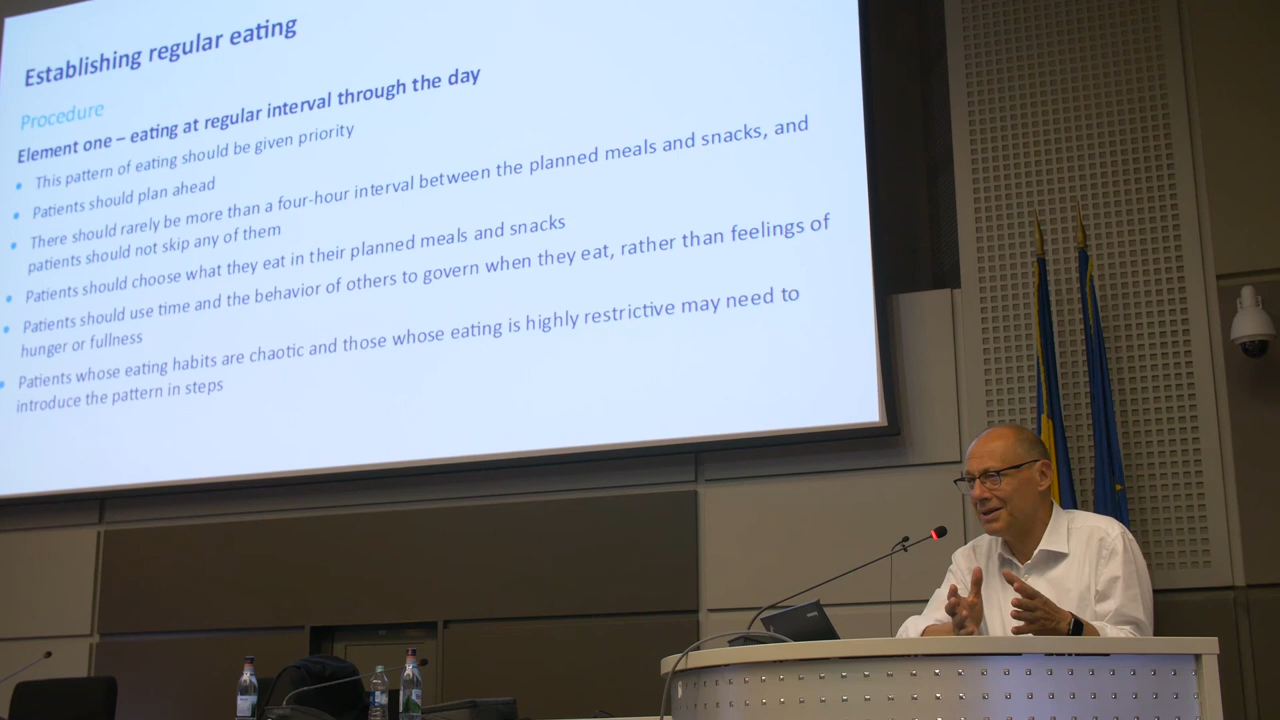 Establishing regular eating
Procedure
Element one – eating at regular interval through the day
• This pattern of eating should be given priority
• Patients should plan ahead
• There should rarely be more than a four-hour interval between the planned meals and snacks, and
patients should not skip any of them
• Patients should choose what they eat in their planned meals and snacks
• Patients should use time and the behavior of others to govern when they eat, rather than feelings of
hunger or fullness
• Patients whose eating habits are chaotic and those whose eating is highly restrictive may need to
introduce the pattern in steps